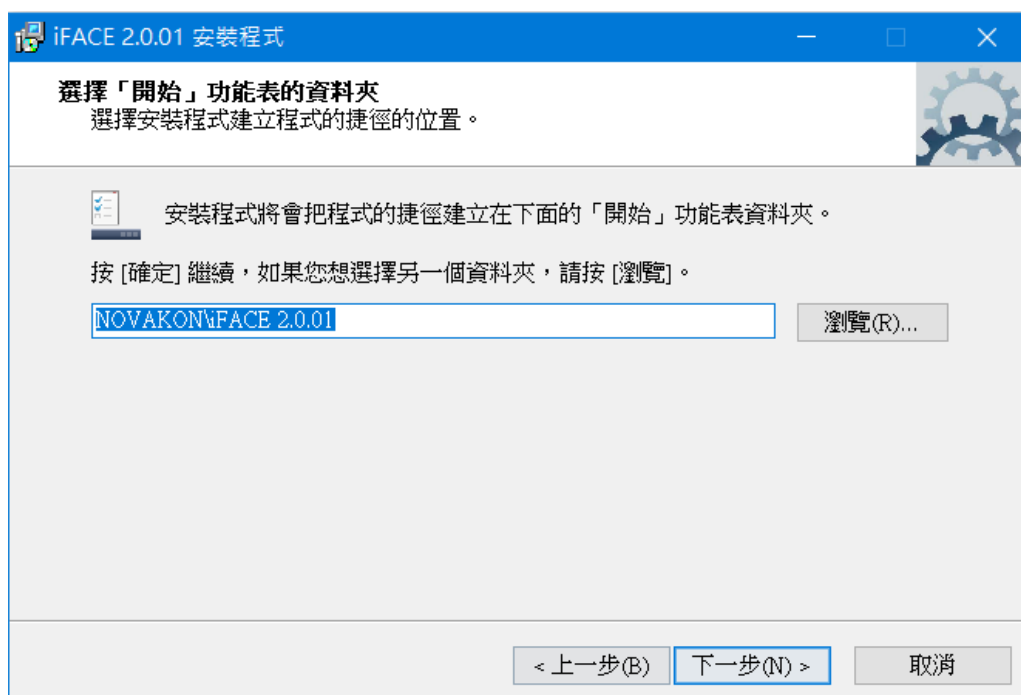 iFACE 2.0.01 安裝程式
選擇「開始」功能表的資料夾
選擇安裝程式建立程式的捷徑的位置。
安裝程式將會把程式的捷徑建立在下面的「開始」功能表資料夾。
按 [確定] 繼續，如果您想選擇另一個資料夾，請按 [瀏覽]。
NOVAKON\iFACE 2.0.01
瀏覽(R)...
< 上一步(B)
下一步(N) >
取消